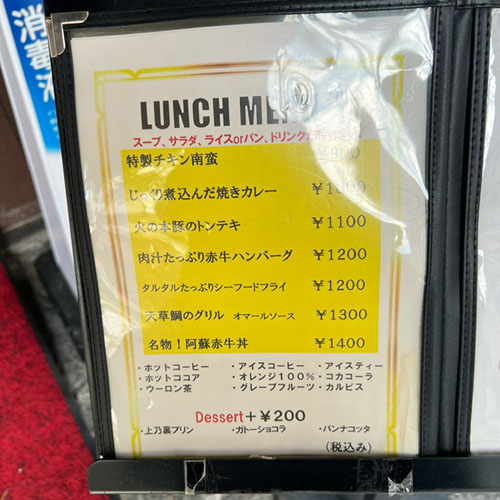 消毒液
LUNCH
スープ、サラダ、ライスorパン、ドリンク
特製チキン南蛮
じっくり煮込んだ焼きカレー
火の本豚のトンテキ ￥1100
肉汁たっぷり赤牛ハンバーグ ￥1200
タルタルたっぷりシーフードフライ ￥1200
天草鯛のグリル オマールソース ￥1300
名物！阿蘇赤牛丼 ￥1400
・ホットコーヒー ・アイスコーヒー ・アイスティー
・ホットココア ・オレンジ100% ・コカコーラ
・ウーロン茶 ・グレープフルーツ ・カルピス
Dessert＋￥200
・上乃裏プリン ・ガトーショコラ ・パンナコッタ
(税込み)